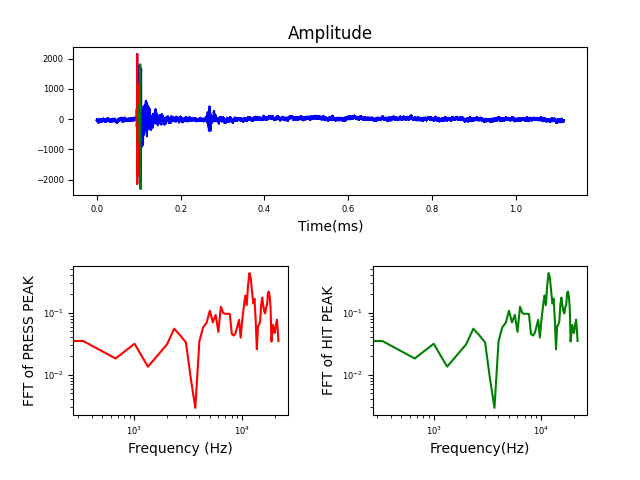 Amplitude
2000
1000
0
−1000
−2000
0.0 0.2 0.4 0.6 0.8 1.0
Time(ms)
FFT of PRESS PEAK
10⁻¹
10⁻²
10³ 10⁴
Frequency (Hz)
FFT of HIT PEAK
10⁻¹
10⁻²
10³ 10⁴
Frequency(Hz)